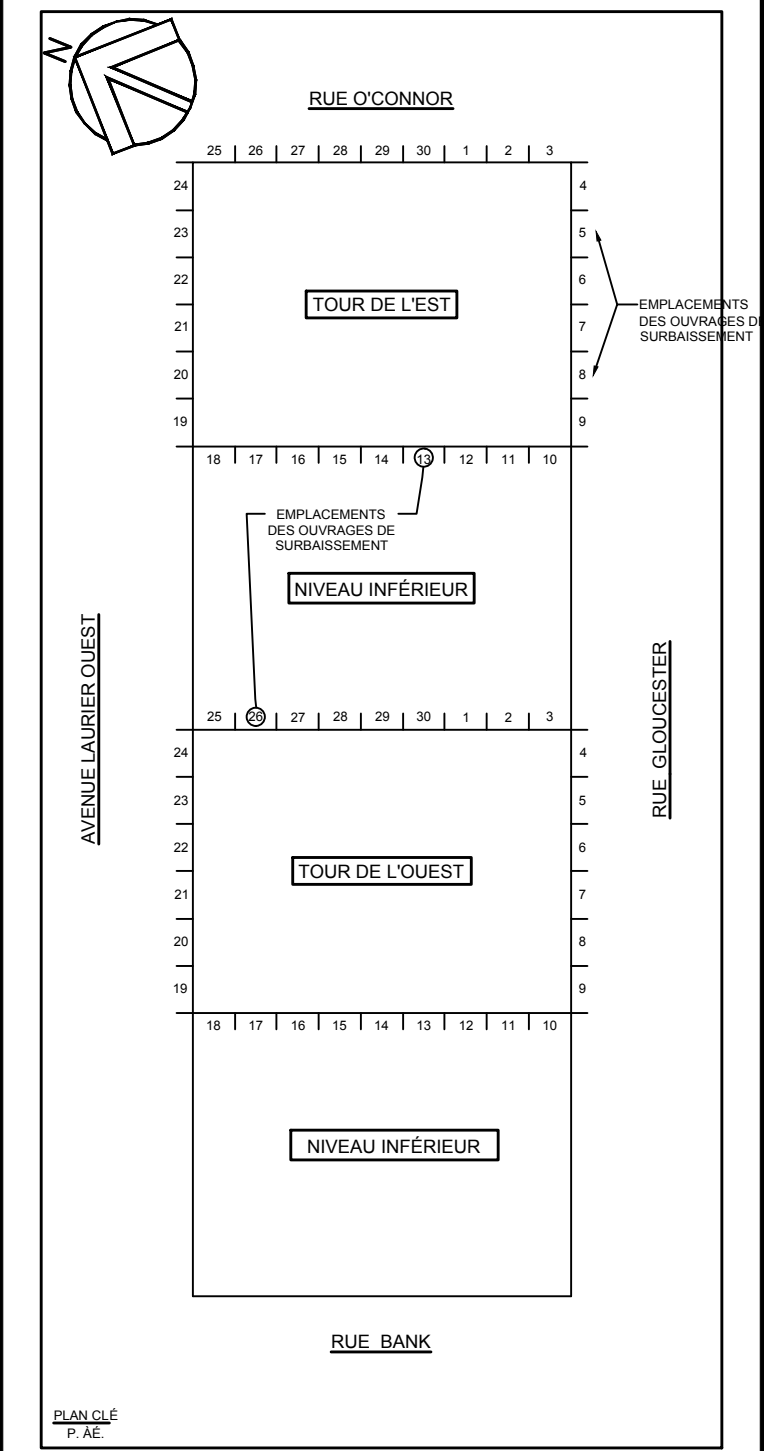 N
RUE O'CONNOR
25 26 27 28 29 30 1 2 3
24 4
23 5
22 6
TOUR DE L'EST
EMPLACEMENTS
DES OUVRAGES DE
SURBAISSEMENT
21 7
20 8
19 9
18 17 16 15 14 13 12 11 10
EMPLACEMENTS
DES OUVRAGES DE
SURBAISSEMENT
NIVEAU INFÉRIEUR
AVENUE LAURIER OUEST
RUE GLOUCESTER
25 26 27 28 29 30 1 2 3
24 4
23 5
22 6
TOUR DE L'OUEST
21 7
20 8
19 9
18 17 16 15 14 13 12 11 10
NIVEAU INFÉRIEUR
RUE BANK
PLAN CLÉ
P. ÀÉ.